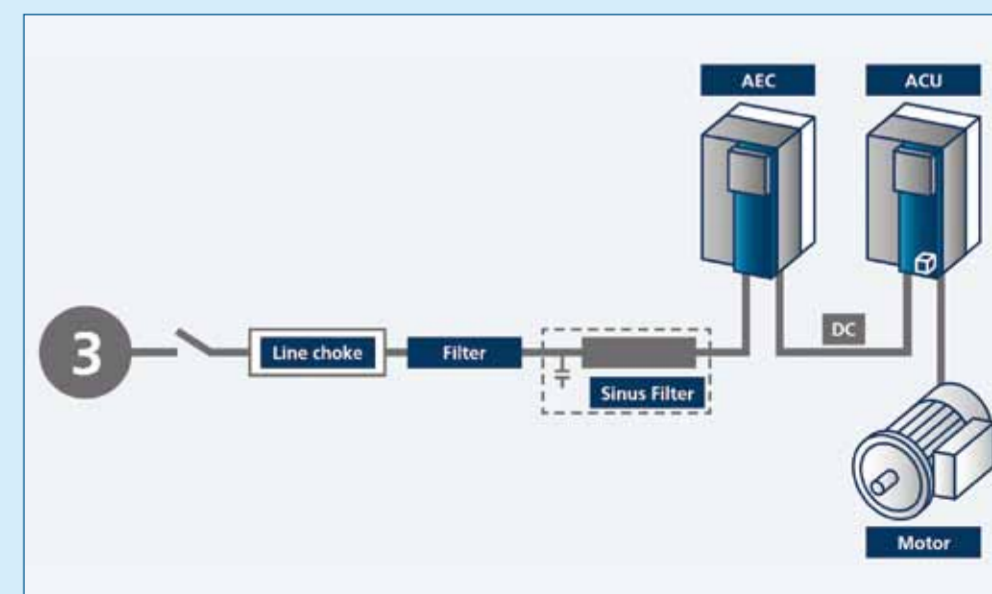 AEC
ACU
3
Line choke
Filter
Sinus Filter
DC
Motor